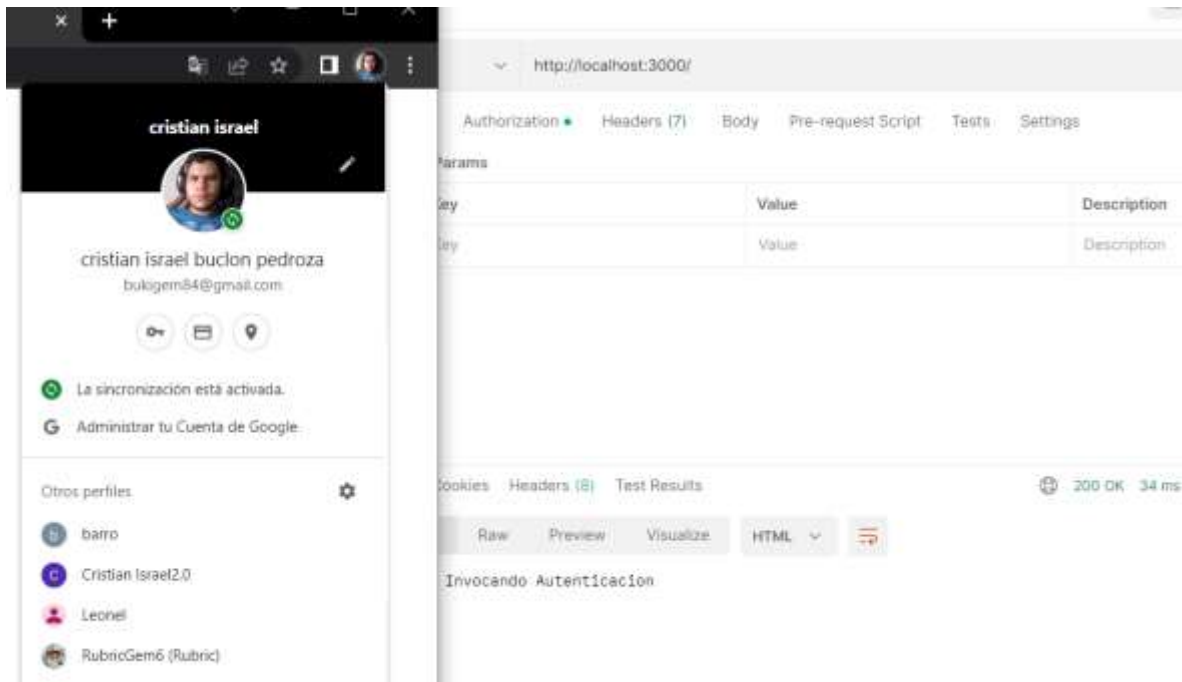 cristian israel
cristian israel buclon pedroza
bukigem84@gmail.com
La sincronización está activada.
G Administrar tu Cuenta de Google
Otros perfiles
b barro
C Cristian Israel2.0
Leonel
RubricGem6 (Rubric)
http://localhost:3000/
Authorization Headers (7) Body Pre-request Script Tests Settings
Params
Key Value Description
Key Value Description
Cookies Headers (8) Test Results 200 OK 34 ms
Raw Preview Visualize HTML
Invocando Autenticacion